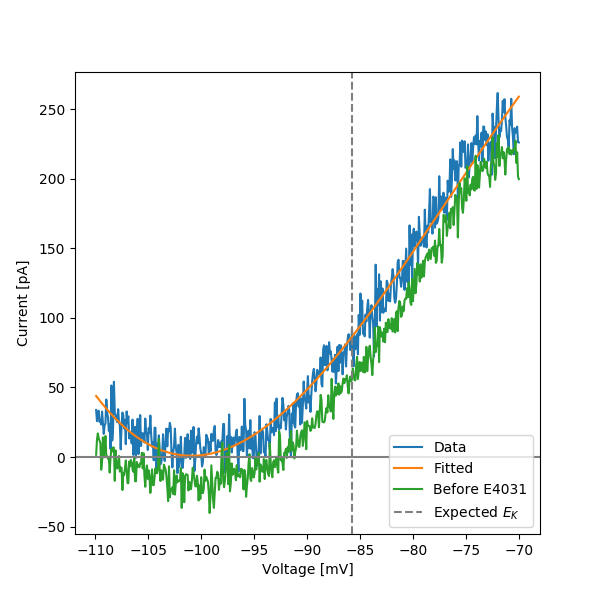 250
200
150
100
50
0
−50
Current [pA]
Data
Fitted
Before E4031
Expected E_K
−110 −105 −100 −95 −90 −85 −80 −75 −70
Voltage [mV]